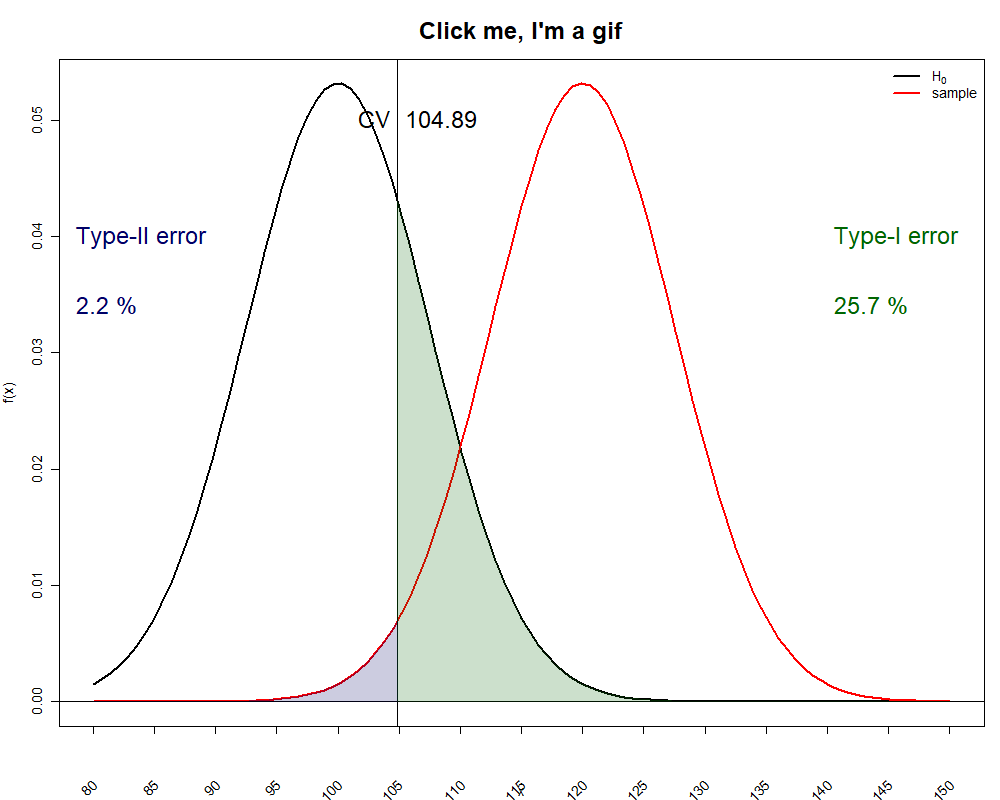 Click me, I'm a gif
H0
sample
CV 104.89
Type-II error
Type-I error
2.2 %
25.7 %
f(x)
0.05
0.04
0.03
0.02
0.01
0.00
80 85 90 95 100 105 110 115 120 125 130 135 140 145 150